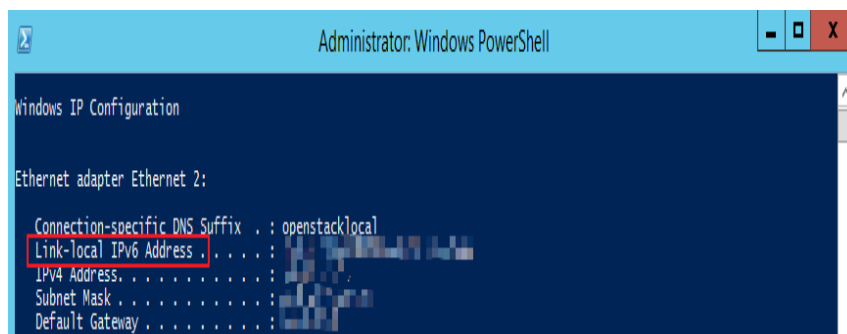 Administrator: Windows PowerShell
Windows IP Configuration
Ethernet adapter Ethernet 2:
Connection-specific DNS Suffix . : openstacklocal
Link-local IPv6 Address . . . . . :
IPv4 Address. . . . . . . . . . . :
Subnet Mask . . . . . . . . . . . :
Default Gateway . . . . . . . . . :